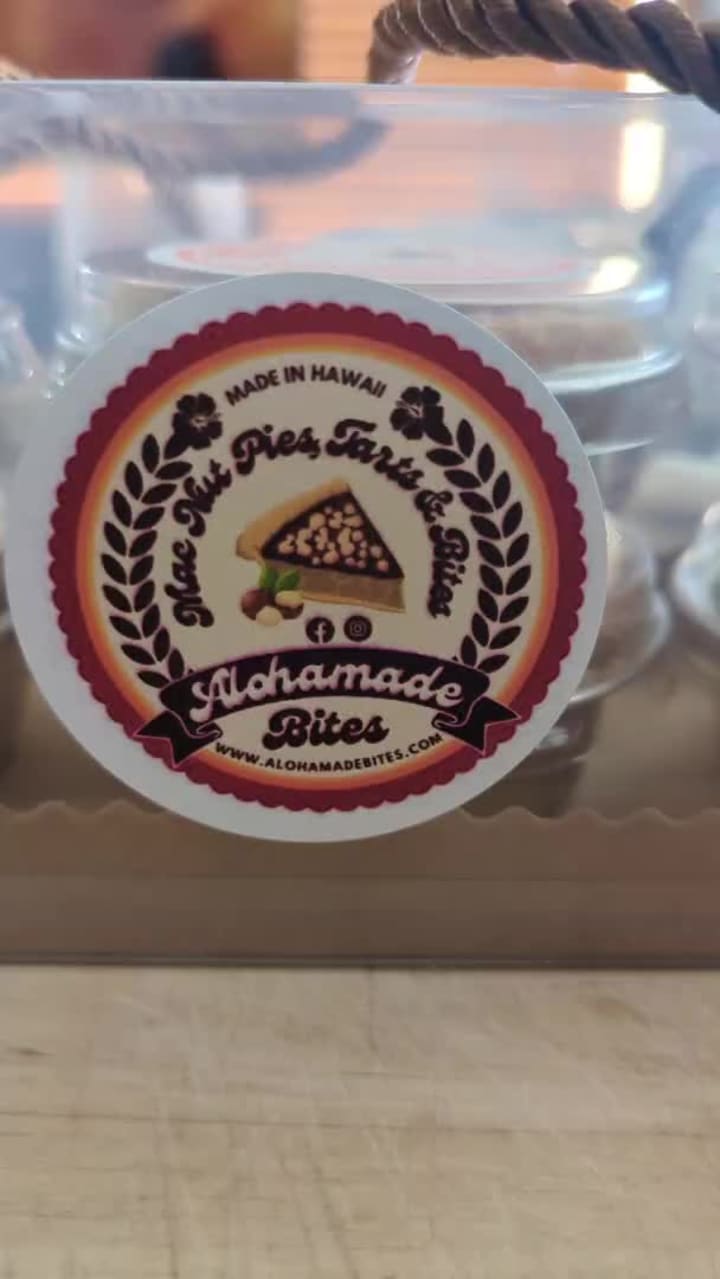 MADE IN HAWAII
Mac Nut Pies, Tarts & Bites
Alohamade
Bites
WWW.ALOHAMADEBITES.COM